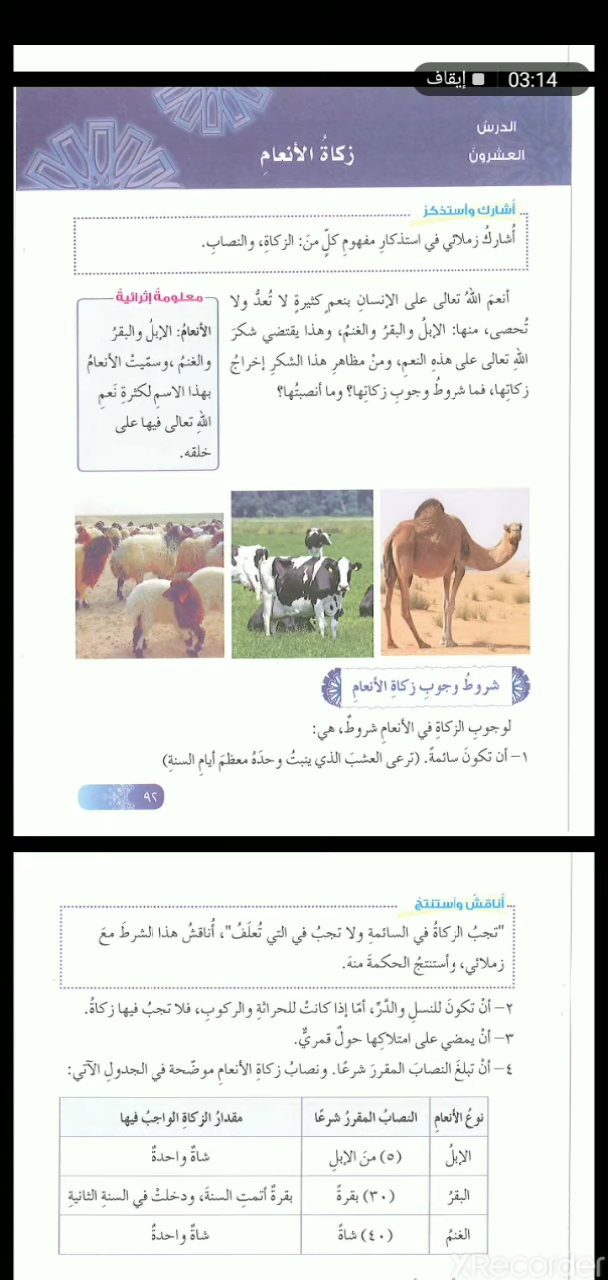 03:14 إيقاف
الدرسُ
العشرونَ
زكاةُ الأنعامِ
أشارك وأستذكرُ
أُشاركُ زملائي في استذكارِ مفهومِ كلٍّ منَ: الزكاةِ، والنصابِ.
أنعمَ اللهُ تعالى على الإنسانِ بنعمٍ كثيرةٍ لا تُعدُّ ولا
تُحصى، منها: الإبلُ والبقرُ والغنمُ، وهذا يقتضي شكرَ
اللهِ تعالى على هذهِ النعمِ، ومنْ مظاهرِ هذا الشكرِ إخراجُ
زكاتِها، فما شروطُ وجوبِ زكاتِها؟ وما أنصبتُها؟
معلومةٌ إثرائيةٌ
الأنعامُ: الإبلُ والبقرُ
والغنمُ ،وسمّيتْ الأنعامُ
بهذا الاسمِ لكثرةِ نَعمِ
اللهِ تعالى فيها على
خلقه.
شروطُ وجوبِ زكاةِ الأنعامِ
لوجوبِ الزكاةِ في الأنعامِ شروطٌ، هي:
١- أن تكونَ سائمةً. (ترعى العشبَ الذي ينبتُ وحدَهُ معظمَ أيامِ السنةِ)
٩٢
أناقشُ وأستنتجُ
"تجبُ الزكاةُ في السائمةِ ولا تجبُ في التي تُعلَفُ"، أُناقشُ هذا الشرطَ معَ
زملائي، وأستنتجُ الحكمةَ منهَ.
٢- أنْ تكونَ للنسلِ والدَّرِّ، أمّا إذا كانتْ للحراثةِ والركوبِ، فلا تجبُ فيها زكاةٌ.
٣- أنْ يمضي على امتلاكِها حولٌ قمريٌّ.
٤- أنْ تبلغَ النصابَ المقررَ شرعًا. ونصابُ زكاةِ الأنعامِ موضّحة في الجدولِ الآتي:
نوعُ الأنعامِ النصابُ المقررُ شرعًا مقدارُ الزكاةِ الواجبُ فيها
الإبلُ (٥) منَ الإبلِ شاةٌ واحدةٌ
البقرُ (٣٠) بقرةً بقرةٌ أتمتِ السنةَ، ودخلتْ في السنةِ الثانيةِ
الغنمُ (٤٠) شاةً شاةٌ واحدةٌ
XRecorder